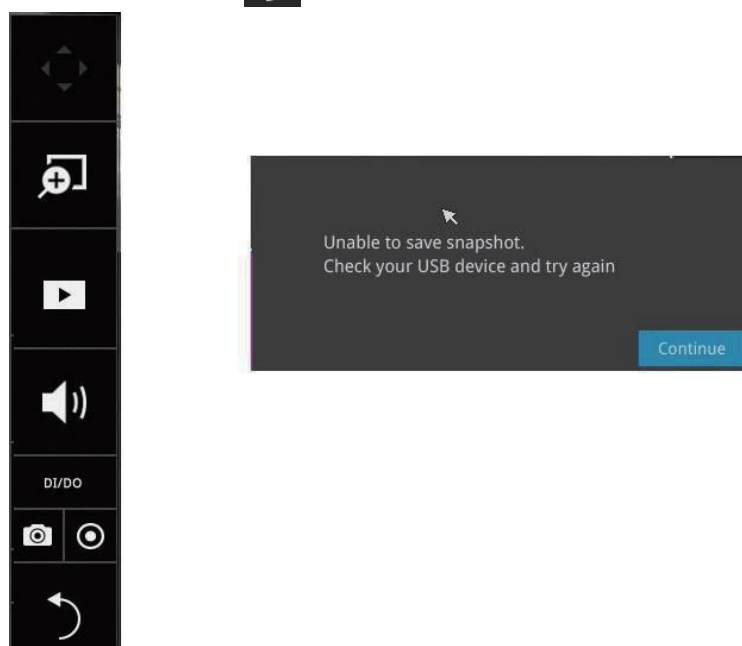 Unable to save snapshot.
Check your USB device and try again
Continue
DI/DO